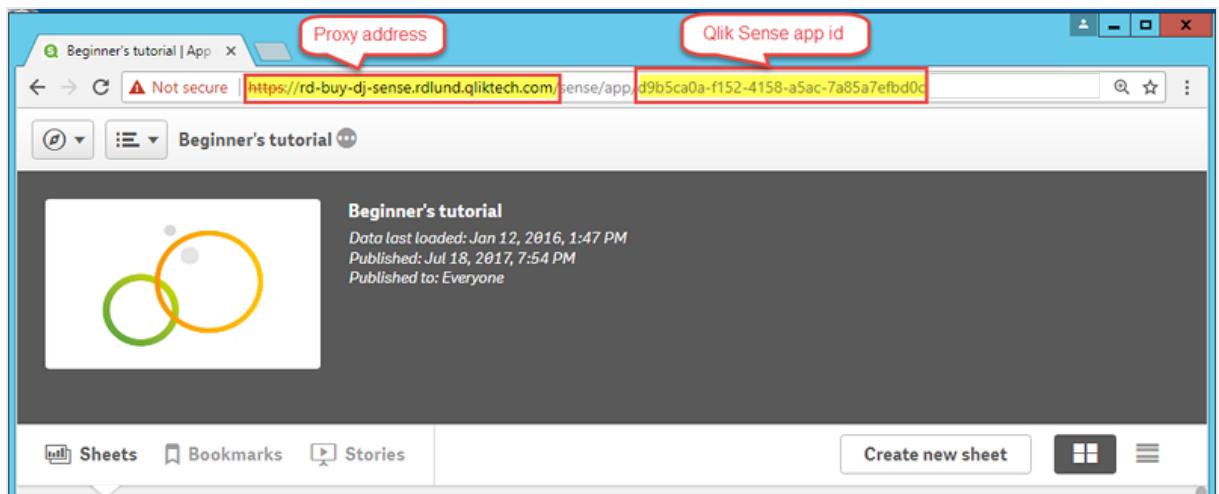 Proxy address
Qlik Sense app id
Beginner's tutorial | App
Not secure
https://rd-buy-dj-sense.rdlund.qliktech.com/sense/app/d9b5ca0a-f152-4158-a5ac-7a85a7efbd0c
Beginner's tutorial
Beginner's tutorial
Data last loaded: Jan 12, 2016, 1:47 PM
Published: Jul 18, 2017, 7:54 PM
Published to: Everyone
Sheets Bookmarks Stories Create new sheet